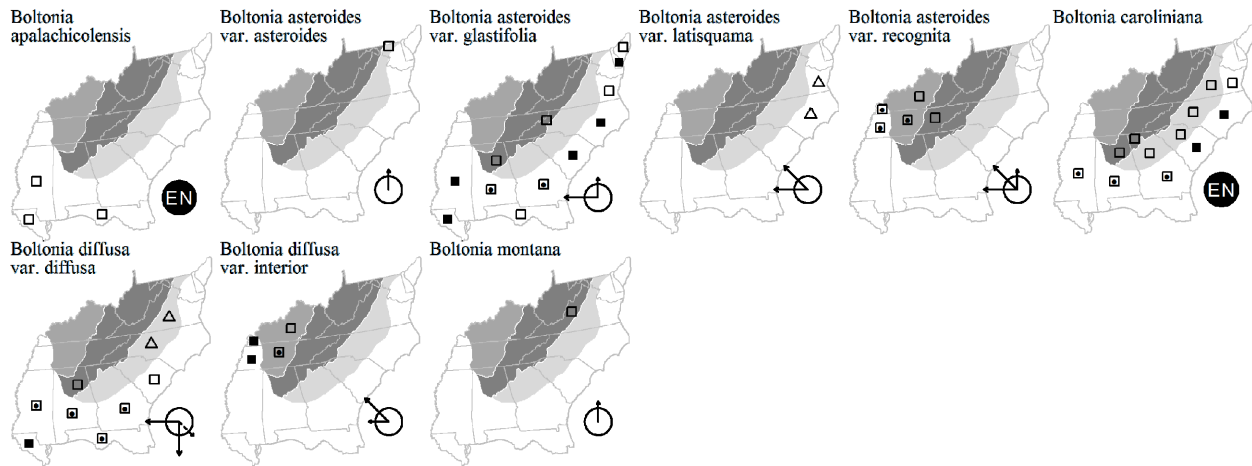 Boltonia
apalachicolensis
EN
Boltonia asteroides
var. asteroides
Boltonia asteroides
var. glastifolia
Boltonia asteroides
var. latisquama
Boltonia asteroides
var. recognita
Boltonia caroliniana
EN
Boltonia diffusa
var. diffusa
Boltonia diffusa
var. interior
Boltonia montana